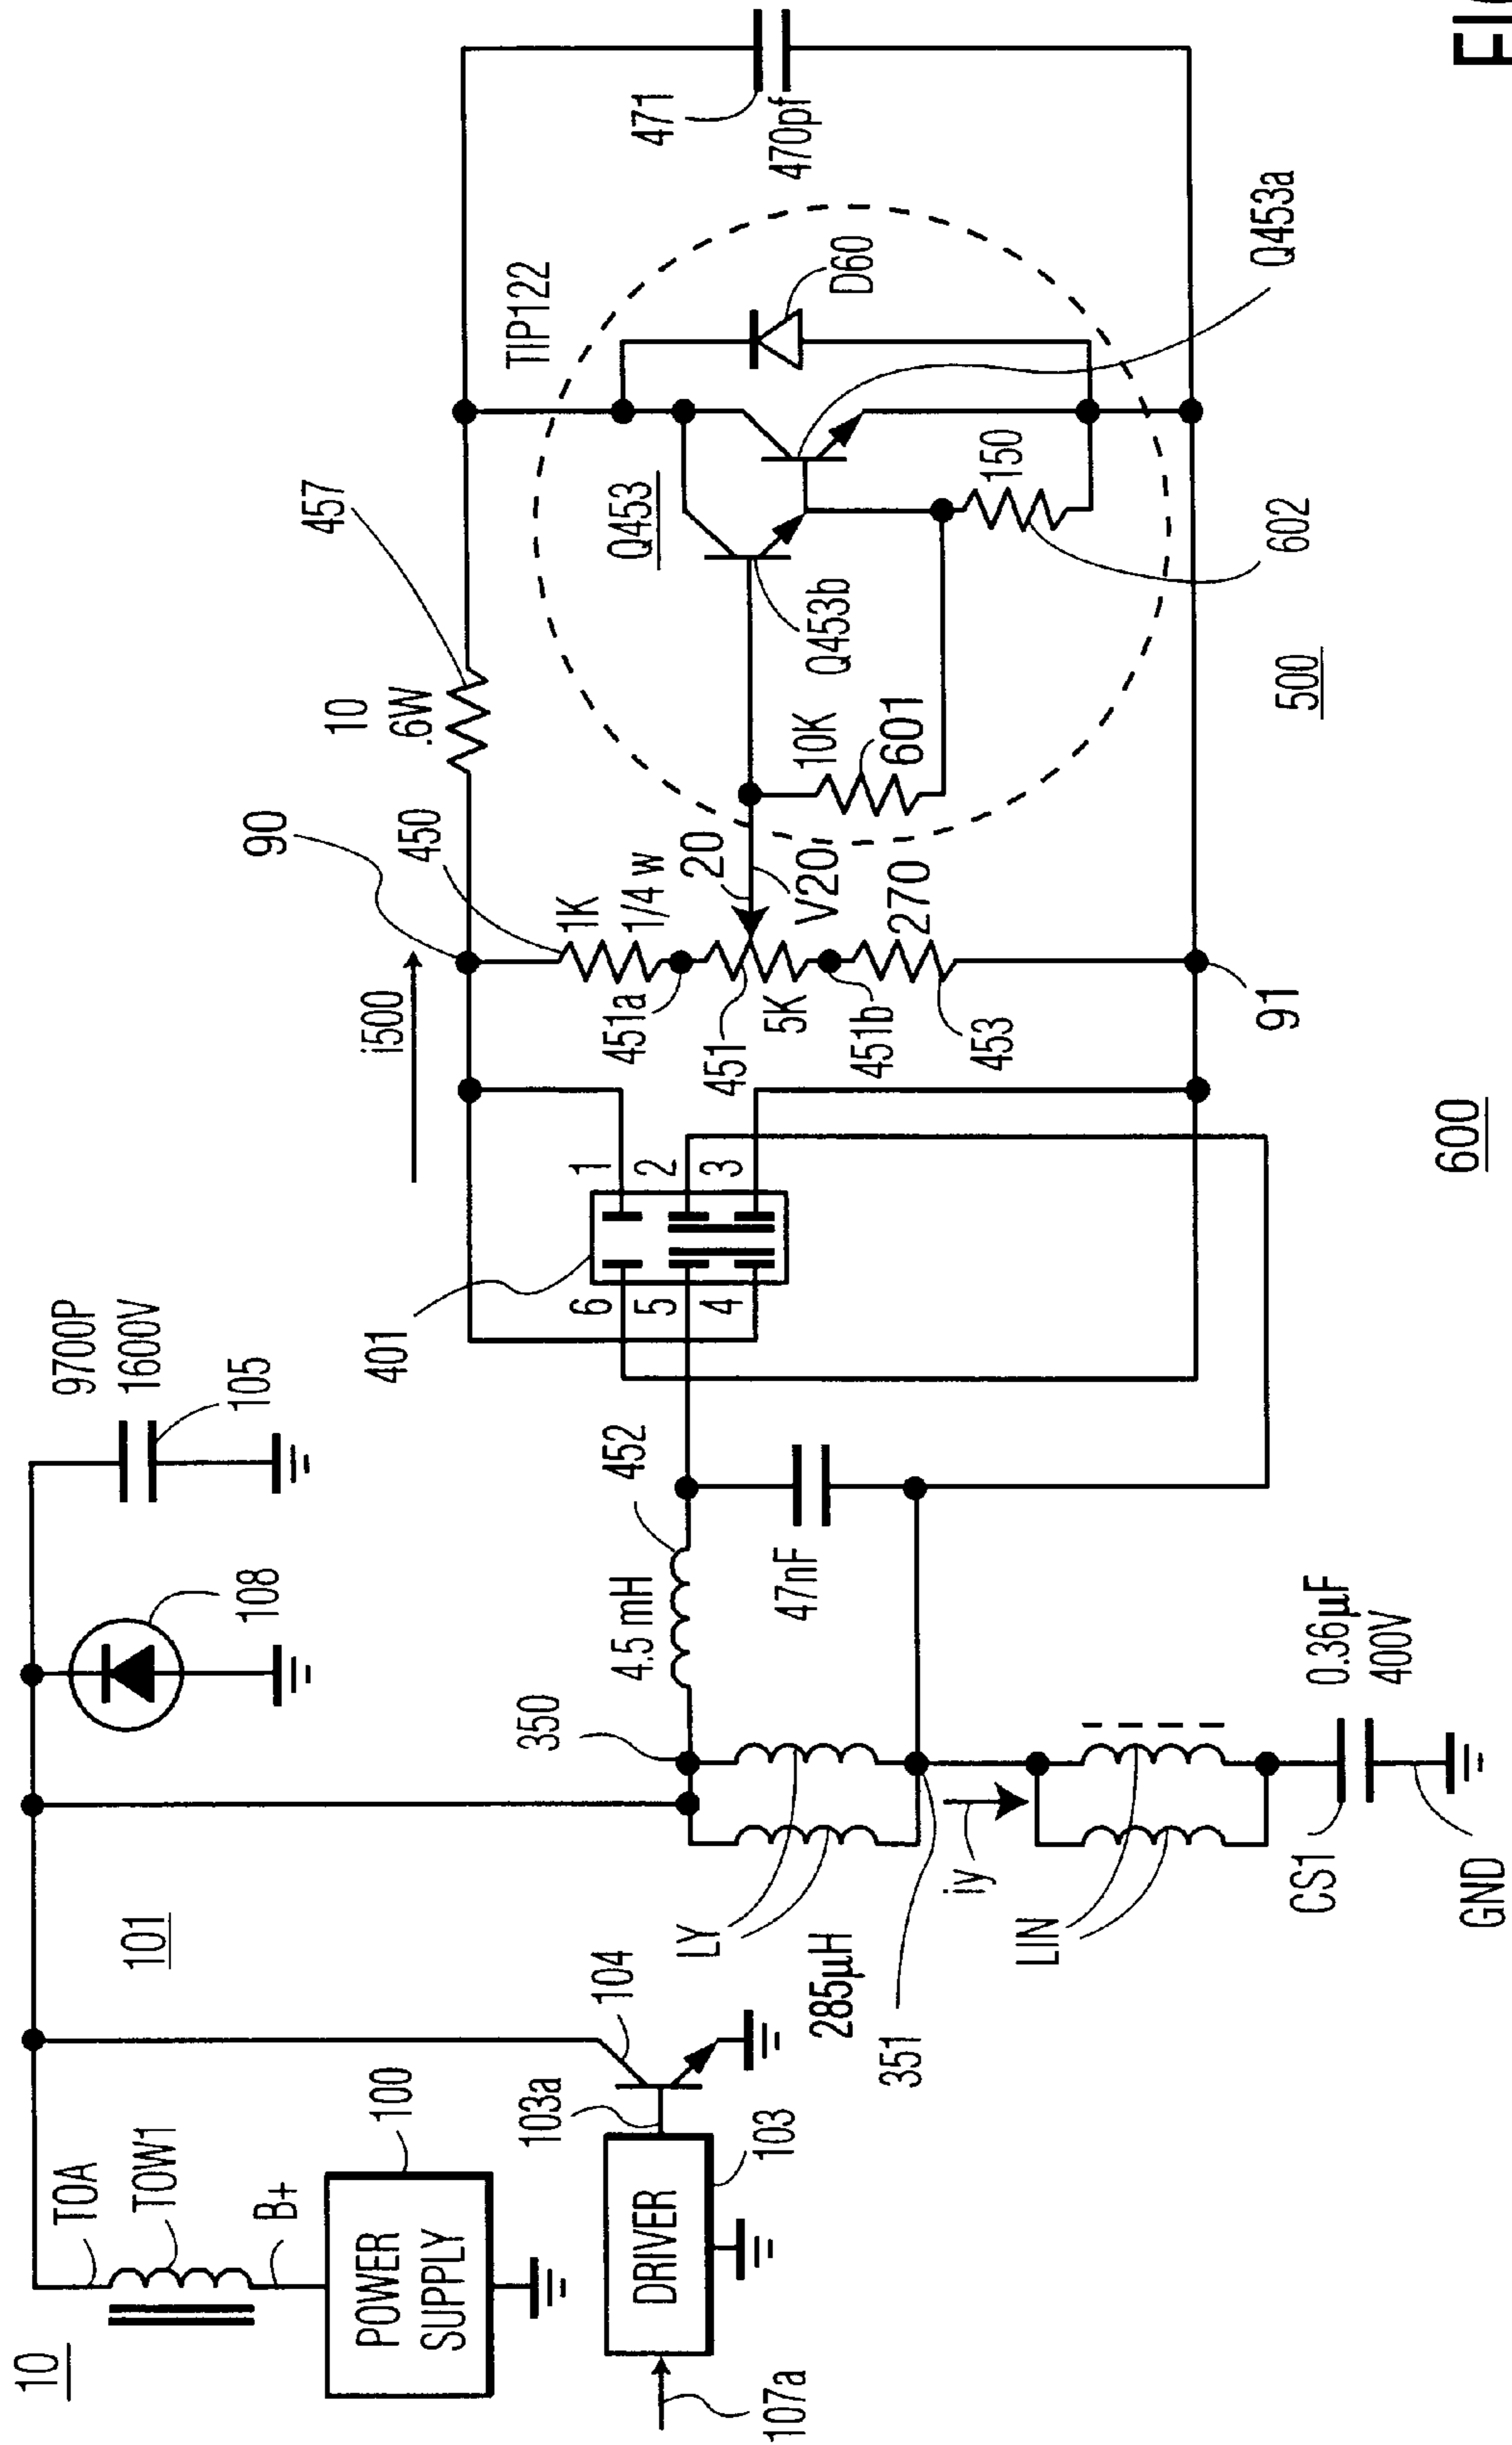 10
TOA
TOW1
B+
100
POWER
SUPPLY
101
104
103a
103
DRIVER
107a
108
9700P
1600V
105
LY
285µH
351
350
4.5 mH
452
47nF
iy
LIN
CS1
0.36µF
400V
GND
401
6
5
4
1
2
3
i500
90
450
1K
1/4 w
451a
451
5K
451b
270
453
91
20
V20
10
.6W
457
TIP122
Q453
Q453b
10K
601
150
602
D60
Q453a
471
470pf
500
600